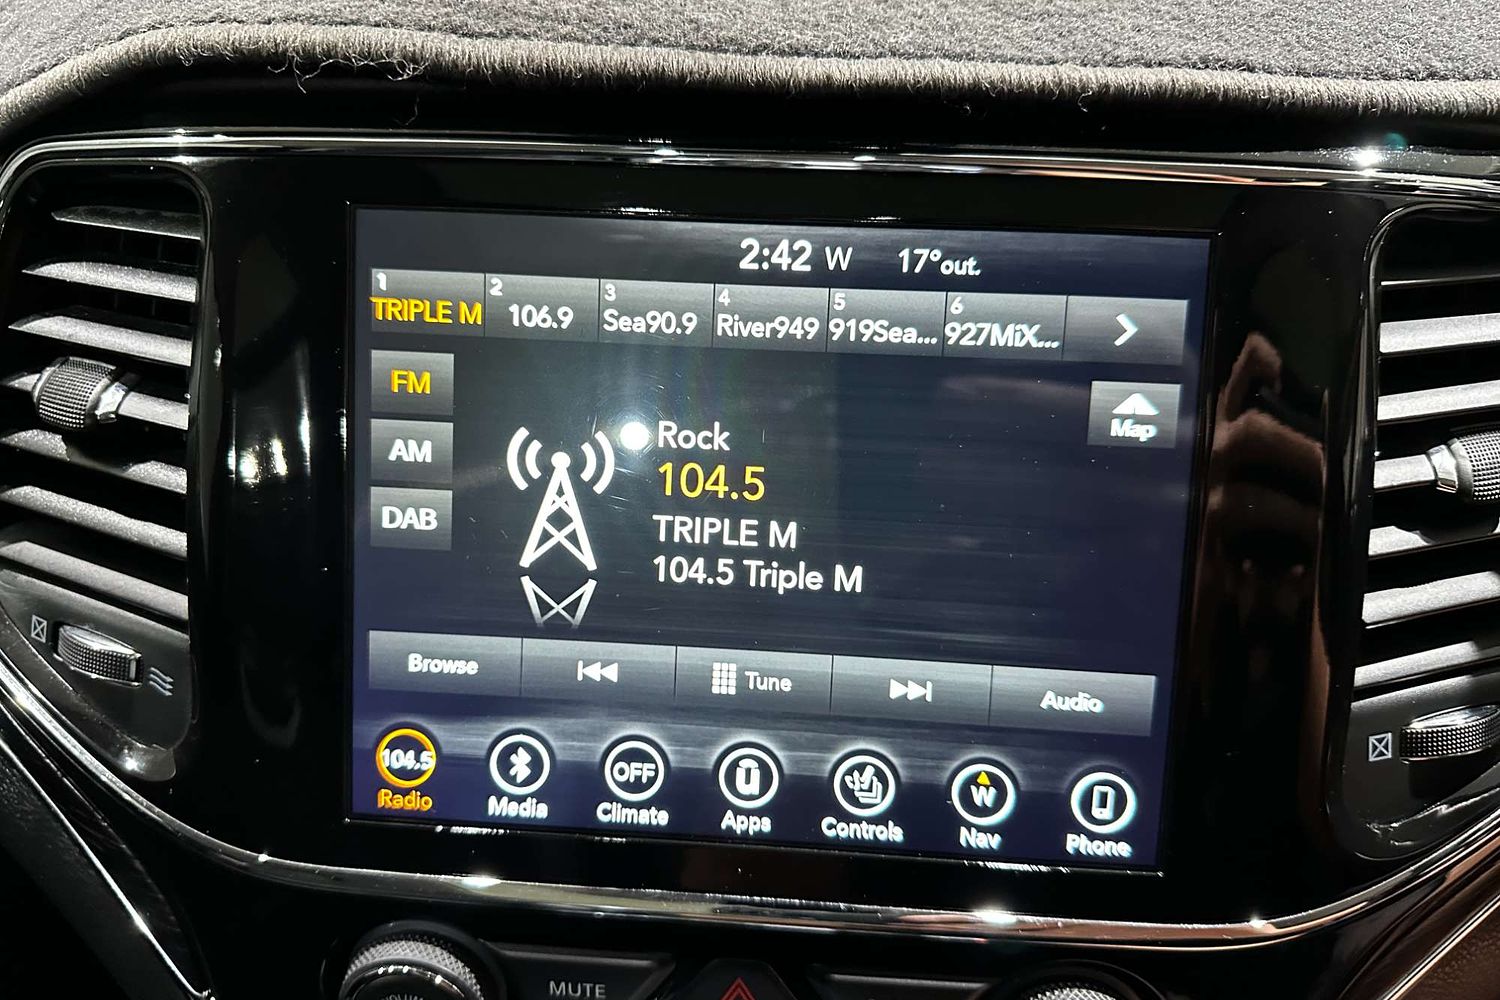 2:42 W 17°out.
1 TRIPLE M
2 106.9
3 Sea90.9
4 River949
5 919Sea...
6 927MiX...
FM
Map
AM
DAB
Rock
104.5
TRIPLE M
104.5 Triple M
Browse
Tune
Audio
104.5
Radio
Media
OFF
Climate
Apps
Controls
W
Nav
Phone
MUTE